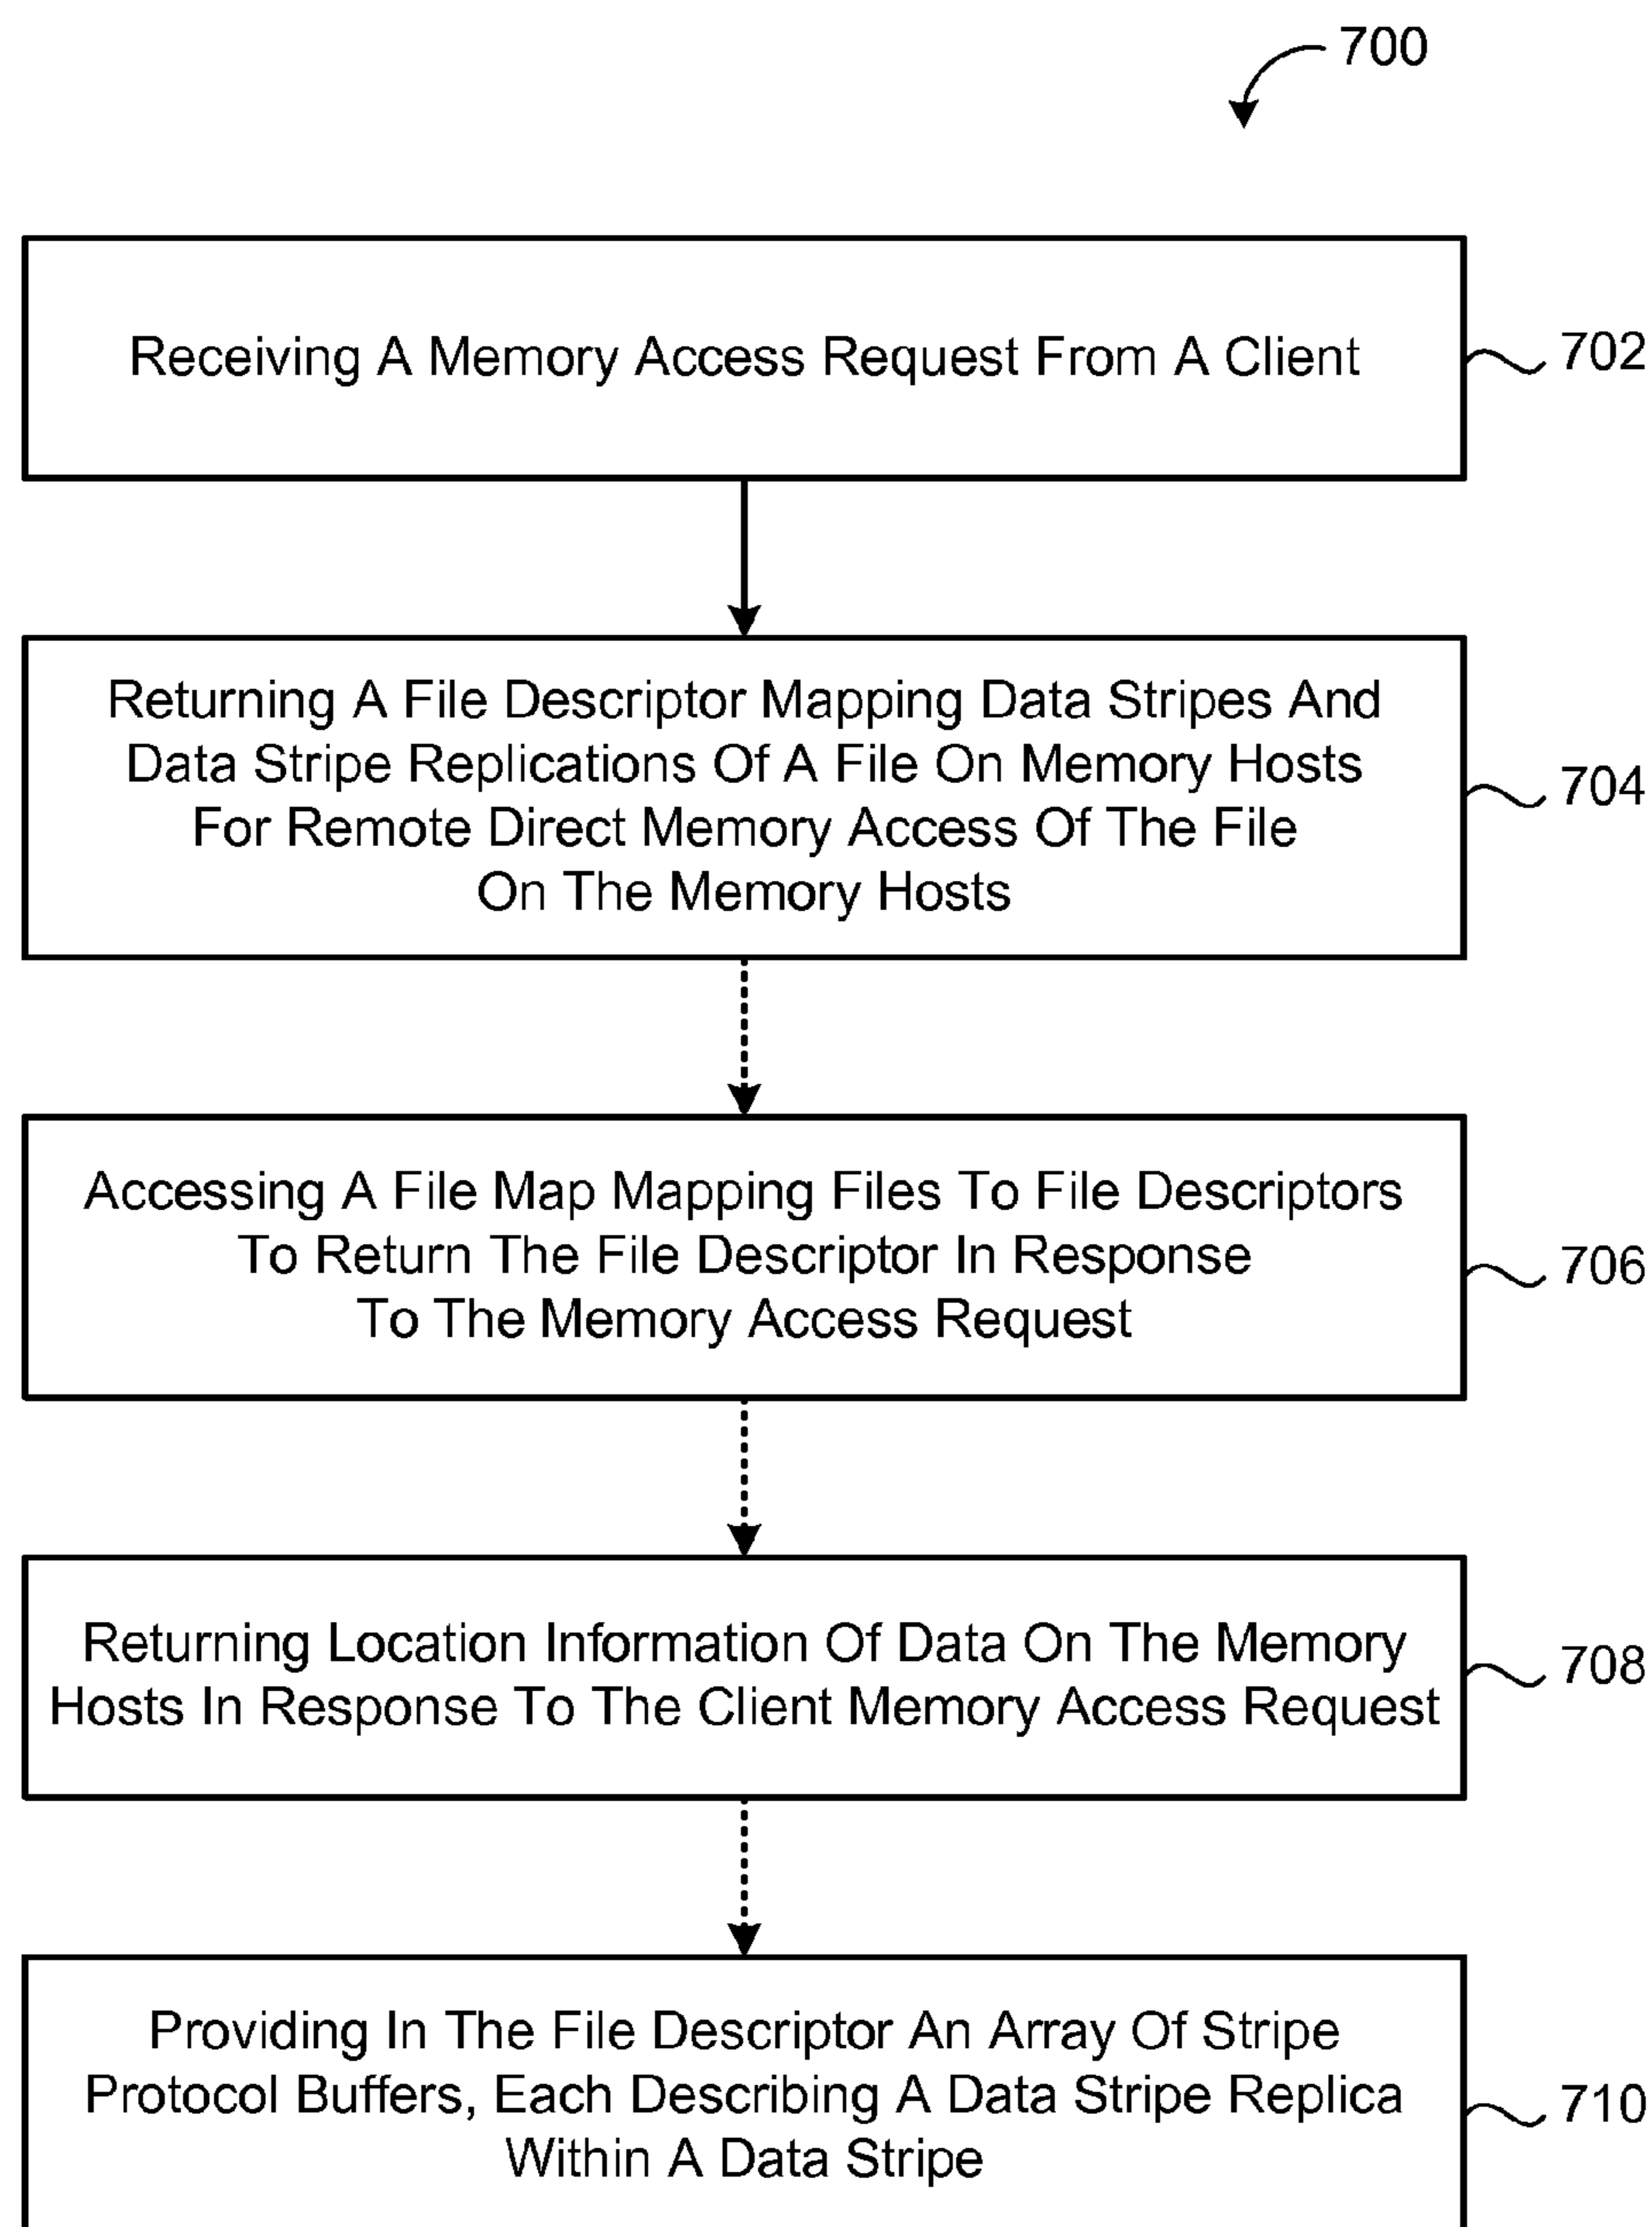 700
Receiving A Memory Access Request From A Client
702
Returning A File Descriptor Mapping Data Stripes And
Data Stripe Replications Of A File On Memory Hosts
For Remote Direct Memory Access Of The File
On The Memory Hosts
704
Accessing A File Map Mapping Files To File Descriptors
To Return The File Descriptor In Response
To The Memory Access Request
706
Returning Location Information Of Data On The Memory
Hosts In Response To The Client Memory Access Request
708
Providing In The File Descriptor An Array Of Stripe
Protocol Buffers, Each Describing A Data Stripe Replica
Within A Data Stripe
710